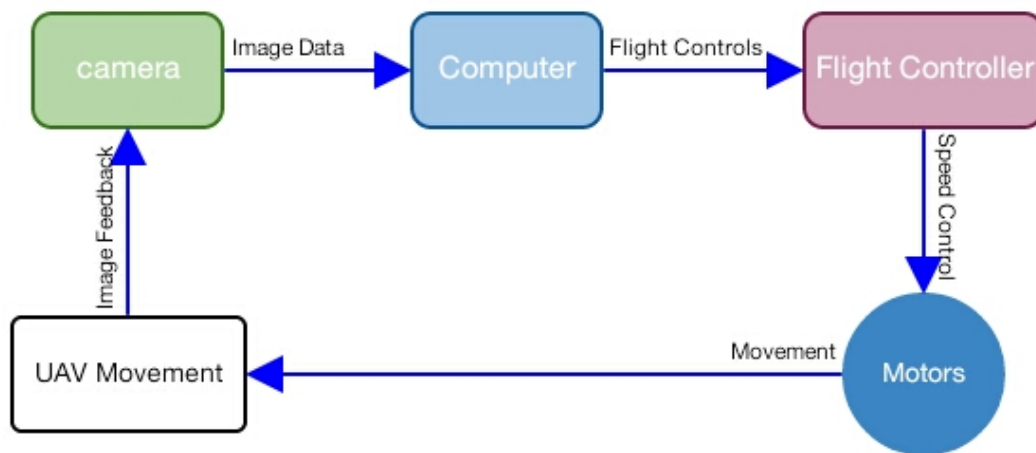 camera
Image Data
Computer
Flight Controls
Flight Controller
Speed Control
Motors
Movement
UAV Movement
Image Feedback